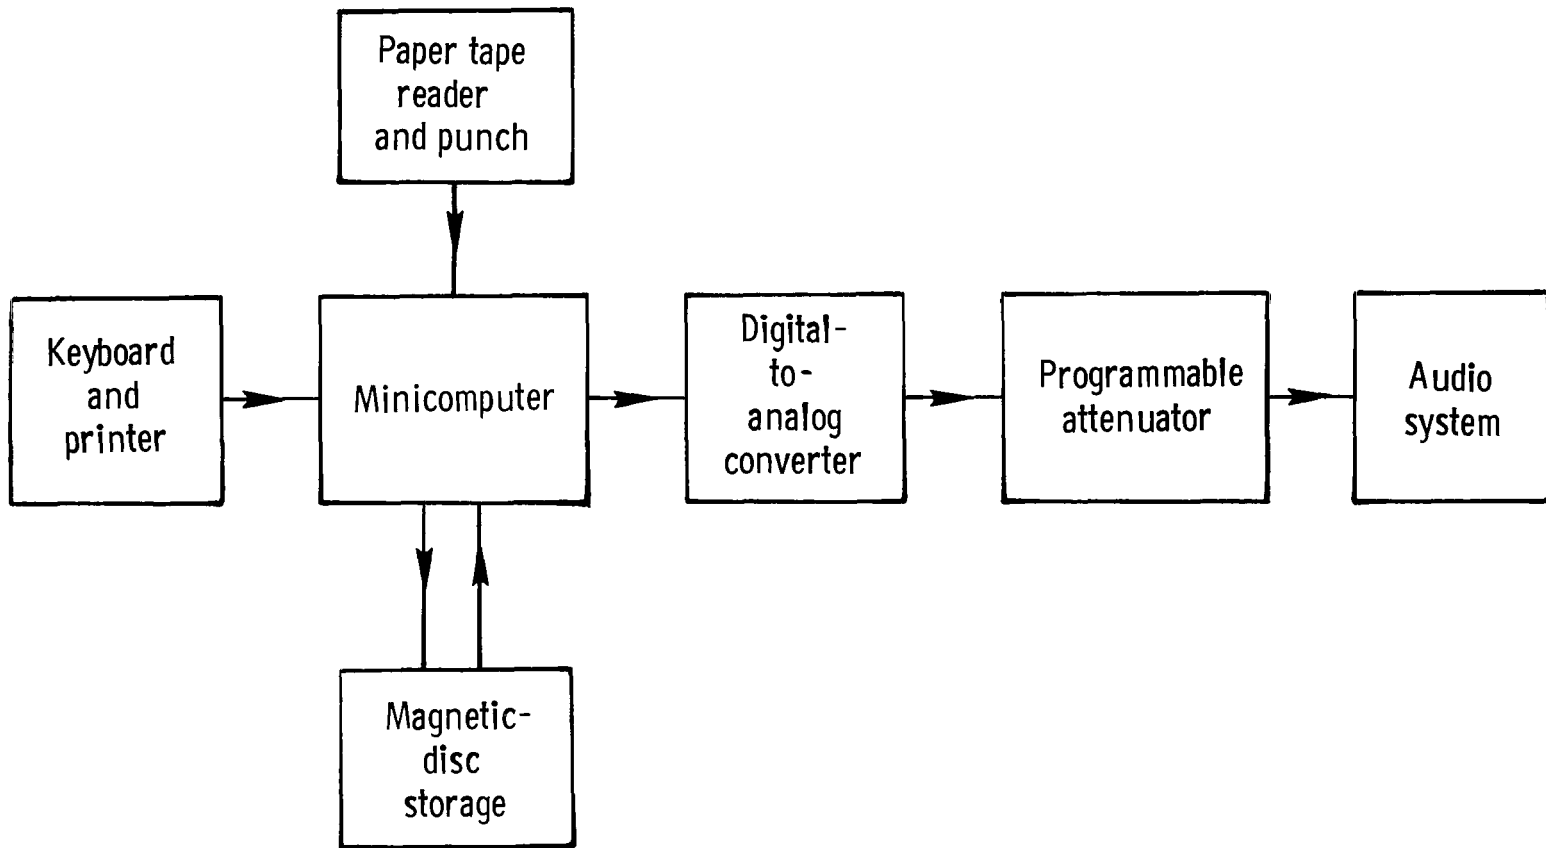 Paper tape
reader
and punch
Keyboard
and
printer
Minicomputer
Digital-
to-
analog
converter
Programmable
attenuator
Audio
system
Magnetic-
disc
storage